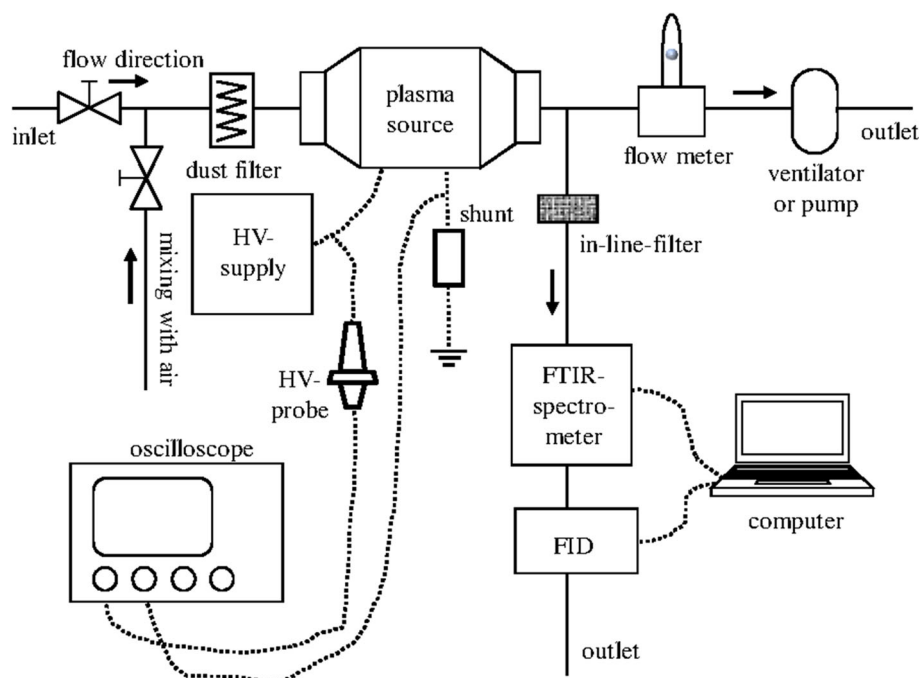 flow direction
inlet
dust filter
plasma
source
flow meter
outlet
ventilator
or pump
mixing with air
HV-
supply
shunt
in-line-filter
HV-
probe
FTIR-
spectro-
meter
oscilloscope
computer
FID
outlet